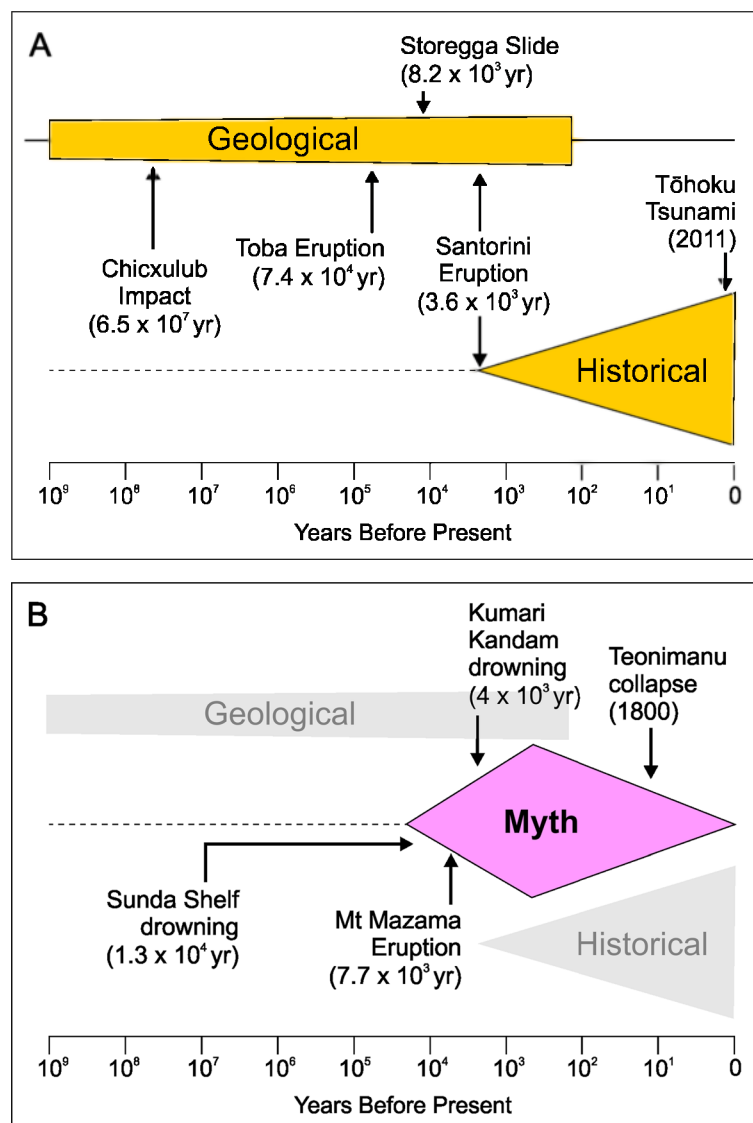 A
Storegga Slide
(8.2 x 10³ yr)
Geological
Tōhoku
Tsunami
(2011)
Toba Eruption
(7.4 x 10⁴ yr)
Santorini
Eruption
(3.6 x 10³ yr)
Chicxulub
Impact
(6.5 x 10⁷ yr)
Historical
10⁹ 10⁸ 10⁷ 10⁶ 10⁵ 10⁴ 10³ 10² 10¹ 0
Years Before Present
B
Kumari
Kandam
drowning
(4 x 10³ yr)
Teonimanu
collapse
(1800)
Geological
Myth
Sunda Shelf
drowning
(1.3 x 10⁴ yr)
Mt Mazama
Eruption
(7.7 x 10³ yr)
Historical
10⁹ 10⁸ 10⁷ 10⁶ 10⁵ 10⁴ 10³ 10² 10¹ 0
Years Before Present